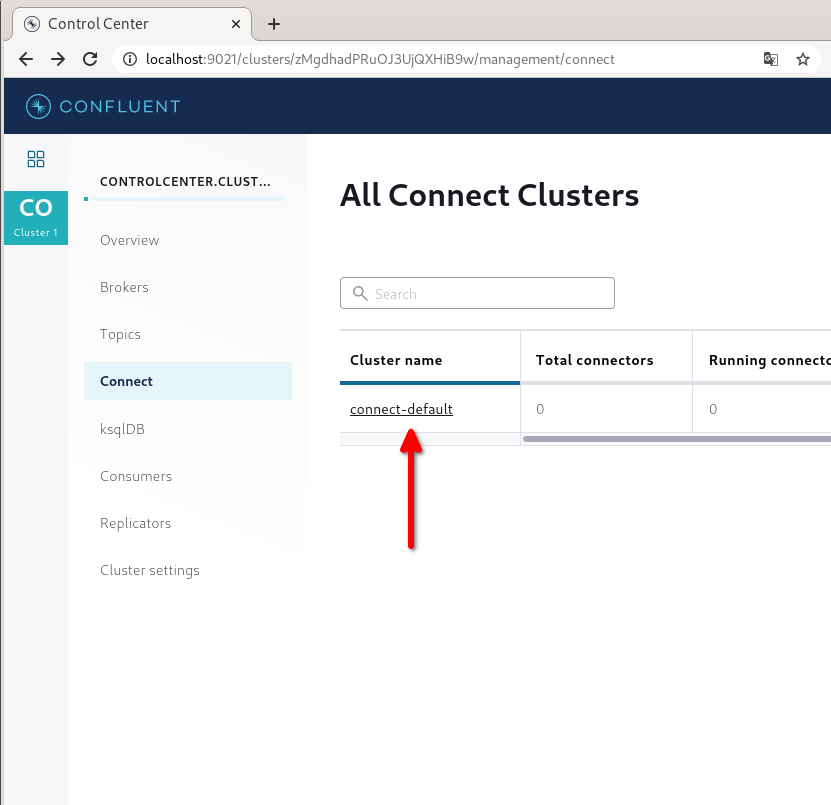 Control Center
localhost:9021/clusters/zMgdhadPRuOJ3UjQXHiB9w/management/connect
CONFLUENT
CO
Cluster 1
CONTROLCENTER.CLUST...
Overview
Brokers
Topics
Connect
ksqlDB
Consumers
Replicators
Cluster settings
All Connect Clusters
Search
Cluster name Total connectors Running connecto
connect-default 0 0